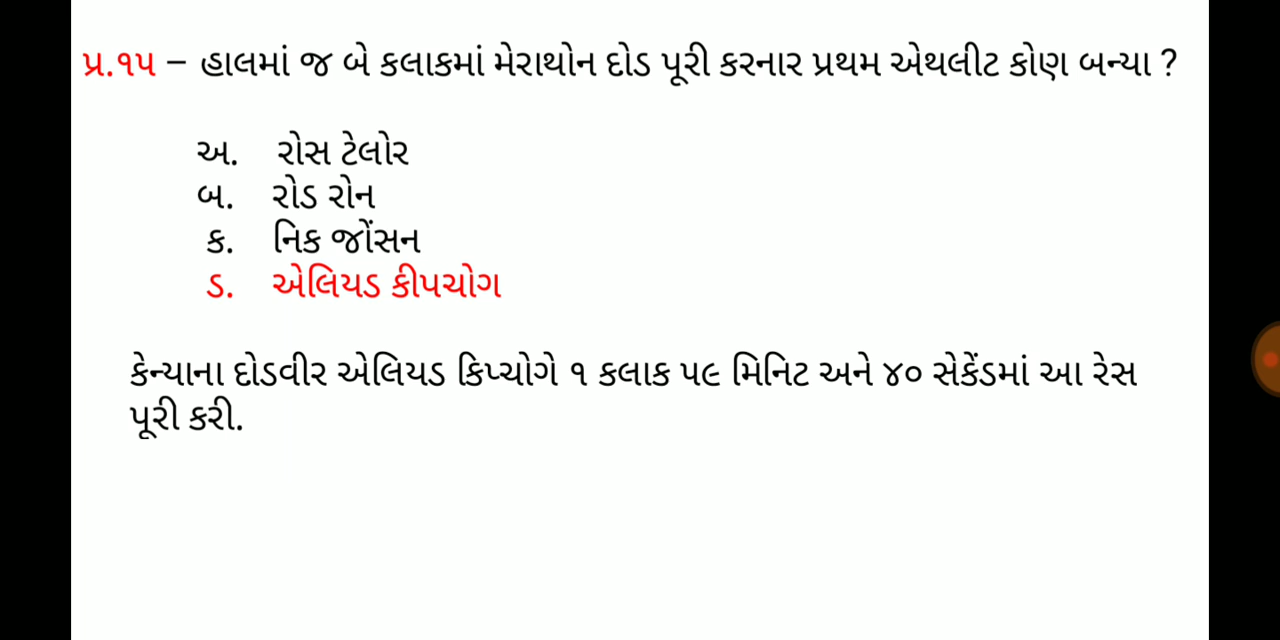 પ્ર.૧૫ – હાલમાં જ બે કલાકમાં મેરાથોન દોડ પૂરી કરનાર પ્રથમ એથલીટ કોણ બન્યા ?
અ. રોસ ટેલોર
બ. રોડ રોન
ક. નિક જોંસન
ડ. એલિયડ કીપચોગ
કેન્યાના દોડવીર એલિયડ કિપ્ચોગે ૧ કલાક ૫૯ મિનિટ અને ૪૦ સેકેંડમાં આ રેસ
પૂરી કરી.